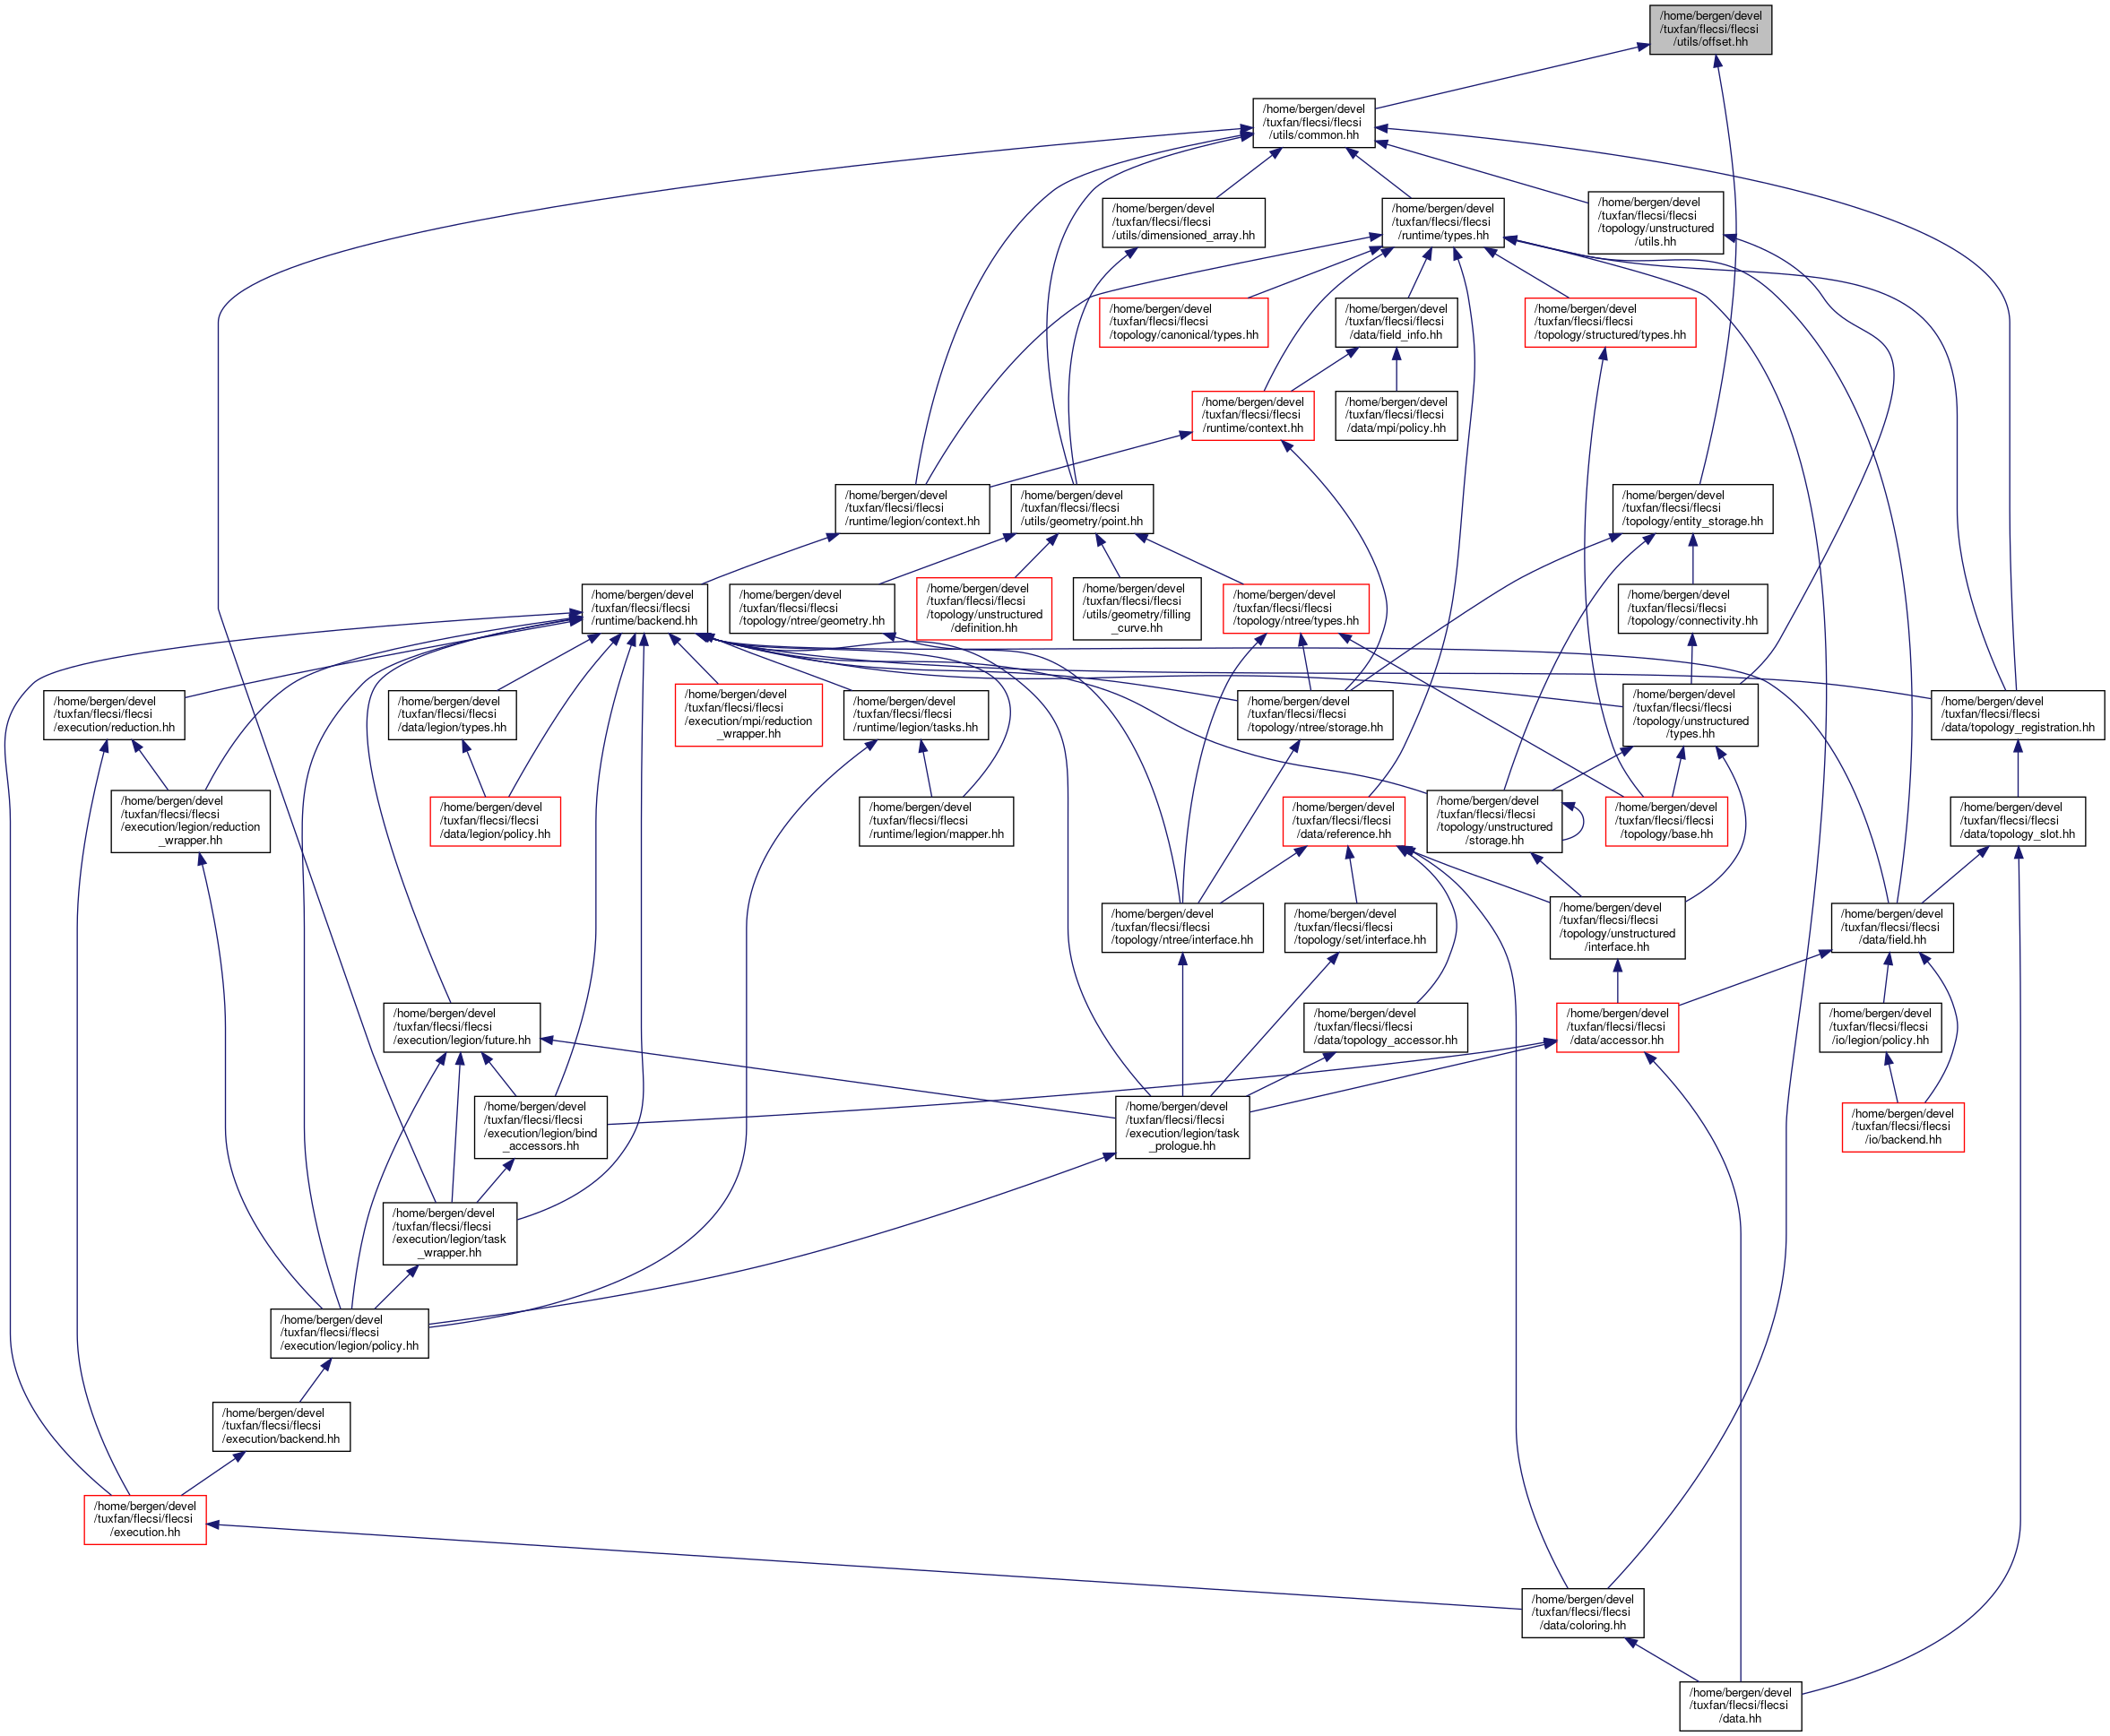 /home/bergen/devel
/tuxfan/flecsi/flecsi
/utils/offset.hh
/home/bergen/devel
/tuxfan/flecsi/flecsi
/utils/common.hh
/home/bergen/devel
/tuxfan/flecsi/flecsi
/utils/dimensioned_array.hh
/home/bergen/devel
/tuxfan/flecsi/flecsi
/runtime/types.hh
/home/bergen/devel
/tuxfan/flecsi/flecsi
/topology/unstructured
/utils.hh
/home/bergen/devel
/tuxfan/flecsi/flecsi
/topology/canonical/types.hh
/home/bergen/devel
/tuxfan/flecsi/flecsi
/data/field_info.hh
/home/bergen/devel
/tuxfan/flecsi/flecsi
/topology/structured/types.hh
/home/bergen/devel
/tuxfan/flecsi/flecsi
/runtime/context.hh
/home/bergen/devel
/tuxfan/flecsi/flecsi
/data/mpi/policy.hh
/home/bergen/devel
/tuxfan/flecsi/flecsi
/runtime/legion/context.hh
/home/bergen/devel
/tuxfan/flecsi/flecsi
/utils/geometry/point.hh
/home/bergen/devel
/tuxfan/flecsi/flecsi
/topology/entity_storage.hh
/home/bergen/devel
/tuxfan/flecsi/flecsi
/runtime/backend.hh
/home/bergen/devel
/tuxfan/flecsi/flecsi
/topology/ntree/geometry.hh
/home/bergen/devel
/tuxfan/flecsi/flecsi
/topology/unstructured
/definition.hh
/home/bergen/devel
/tuxfan/flecsi/flecsi
/utils/geometry/filling
_curve.hh
/home/bergen/devel
/tuxfan/flecsi/flecsi
/topology/ntree/types.hh
/home/bergen/devel
/tuxfan/flecsi/flecsi
/topology/connectivity.hh
/home/bergen/devel
/tuxfan/flecsi/flecsi
/execution/reduction.hh
/home/bergen/devel
/tuxfan/flecsi/flecsi
/data/legion/types.hh
/home/bergen/devel
/tuxfan/flecsi/flecsi
/execution/mpi/reduction
_wrapper.hh
/home/bergen/devel
/tuxfan/flecsi/flecsi
/runtime/legion/tasks.hh
/home/bergen/devel
/tuxfan/flecsi/flecsi
/topology/ntree/storage.hh
/home/bergen/devel
/tuxfan/flecsi/flecsi
/topology/unstructured
/types.hh
/home/bergen/devel
/tuxfan/flecsi/flecsi
/data/topology_registration.hh
/home/bergen/devel
/tuxfan/flecsi/flecsi
/execution/legion/reduction
_wrapper.hh
/home/bergen/devel
/tuxfan/flecsi/flecsi
/data/legion/policy.hh
/home/bergen/devel
/tuxfan/flecsi/flecsi
/runtime/legion/mapper.hh
/home/bergen/devel
/tuxfan/flecsi/flecsi
/data/reference.hh
/home/bergen/devel
/tuxfan/flecsi/flecsi
/topology/unstructured
/storage.hh
/home/bergen/devel
/tuxfan/flecsi/flecsi
/topology/base.hh
/home/bergen/devel
/tuxfan/flecsi/flecsi
/data/topology_slot.hh
/home/bergen/devel
/tuxfan/flecsi/flecsi
/topology/ntree/interface.hh
/home/bergen/devel
/tuxfan/flecsi/flecsi
/topology/set/interface.hh
/home/bergen/devel
/tuxfan/flecsi/flecsi
/topology/unstructured
/interface.hh
/home/bergen/devel
/tuxfan/flecsi/flecsi
/data/field.hh
/home/bergen/devel
/tuxfan/flecsi/flecsi
/execution/legion/future.hh
/home/bergen/devel
/tuxfan/flecsi/flecsi
/data/topology_accessor.hh
/home/bergen/devel
/tuxfan/flecsi/flecsi
/data/accessor.hh
/home/bergen/devel
/tuxfan/flecsi/flecsi
/io/legion/policy.hh
/home/bergen/devel
/tuxfan/flecsi/flecsi
/execution/legion/bind
_accessors.hh
/home/bergen/devel
/tuxfan/flecsi/flecsi
/execution/legion/task
_prologue.hh
/home/bergen/devel
/tuxfan/flecsi/flecsi
/io/backend.hh
/home/bergen/devel
/tuxfan/flecsi/flecsi
/execution/legion/task
_wrapper.hh
/home/bergen/devel
/tuxfan/flecsi/flecsi
/execution/legion/policy.hh
/home/bergen/devel
/tuxfan/flecsi/flecsi
/execution/backend.hh
/home/bergen/devel
/tuxfan/flecsi/flecsi
/execution.hh
/home/bergen/devel
/tuxfan/flecsi/flecsi
/data/coloring.hh
/home/bergen/devel
/tuxfan/flecsi/flecsi
/data.hh